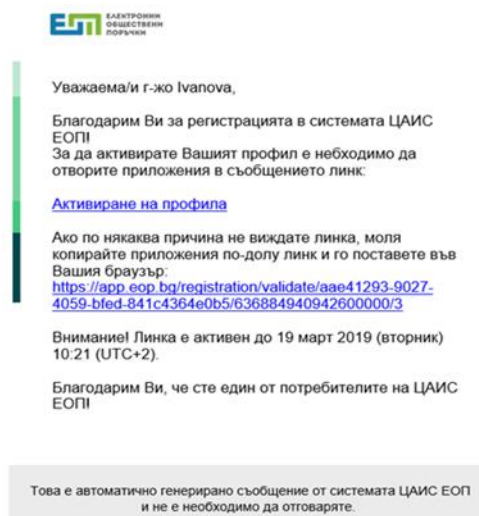 ЕЛЕКТРОННИ
ОБЩЕСТВЕНИ
ПОРЪЧКИ
Уважаема/и г-жо Ivanova,
Благодарим Ви за регистрацията в системата ЦАИС
ЕОП!
За да активирате Вашият профил е небходимо да
отворите приложения в съобщението линк:
Активиране на профила
Ако по някаква причина не виждате линка, моля
копирайте приложения по-долу линк и го поставете във
Вашия браузър:
https://app.eop.bg/registration/validate/aae41293-9027-
4059-bfed-841c4364e0b5/636884940942600000/3
Внимание! Линка е активен до 19 март 2019 (вторник)
10:21 (UTC+2).
Благодарим Ви, че сте един от потребителите на ЦАИС
ЕОП!
Това е автоматично генерирано съобщение от системата ЦАИС ЕОП
и не е необходимо да отговаряте.